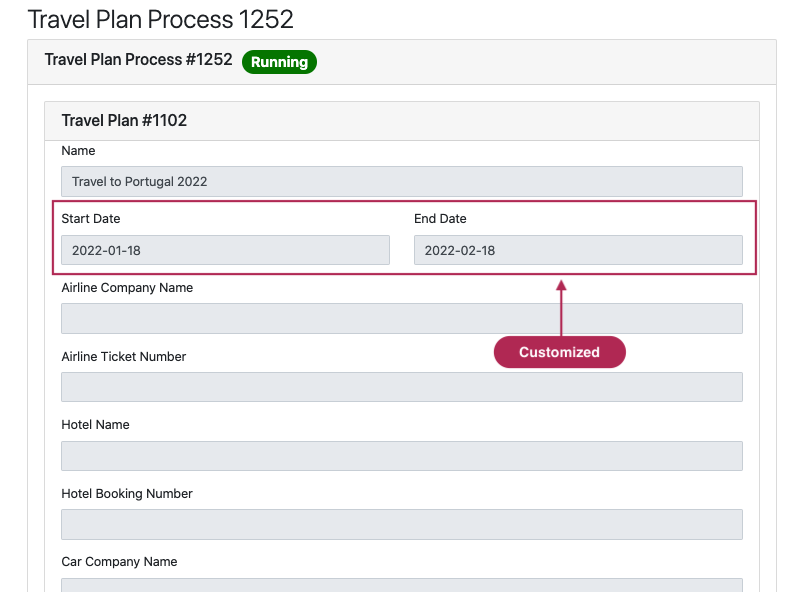 Travel Plan Process 1252
Travel Plan Process #1252 Running
Travel Plan #1102
Name
Travel to Portugal 2022
Start Date End Date
2022-01-18 2022-02-18
Airline Company Name
Airline Ticket Number
Customized
Hotel Name
Hotel Booking Number
Car Company Name